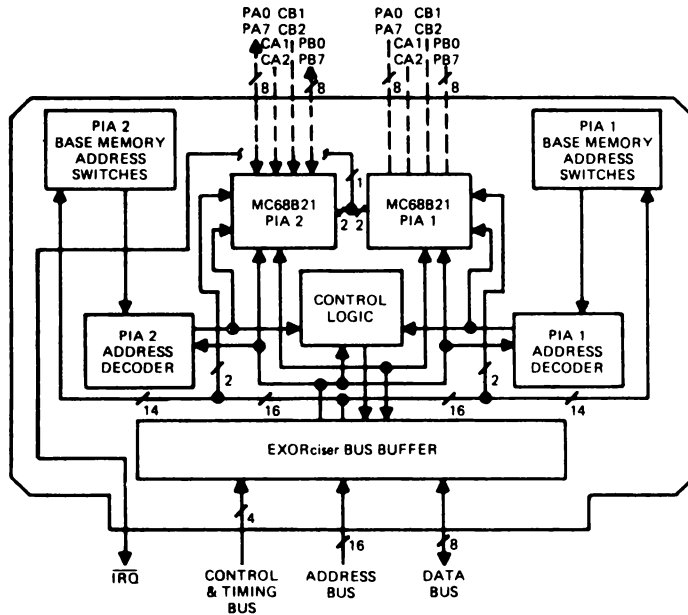 PA0 CB1
PA7 CB2
CA1 PB0
CA2 PB7
8 8
PA0 CB1
PA7 CB2
CA1 PB0
CA2 PB7
8 8
PIA 2
BASE MEMORY
ADDRESS
SWITCHES
PIA 1
BASE MEMORY
ADDRESS
SWITCHES
1
MC68B21
PIA 2
2 2
MC68B21
PIA 1
CONTROL
LOGIC
PIA 2
ADDRESS
DECODER
PIA 1
ADDRESS
DECODER
2 2
14 16 16 14
EXORciser BUS BUFFER
4 16 8
IRQ
CONTROL
& TIMING
BUS
ADDRESS
BUS
DATA
BUS